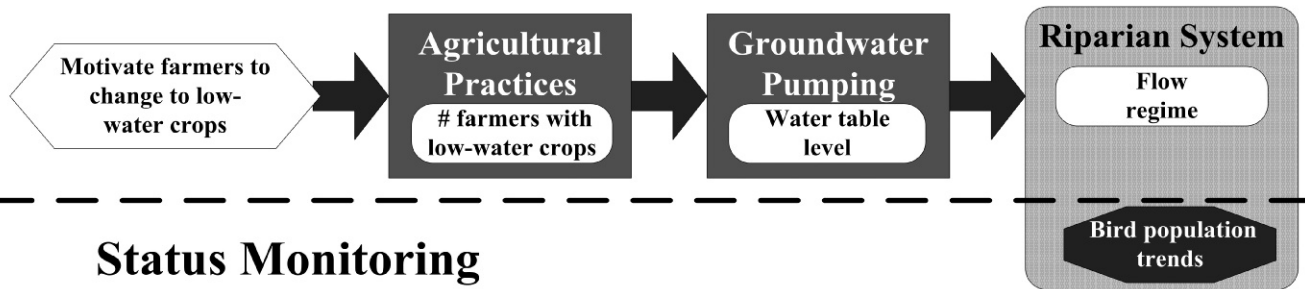 Motivate farmers to
change to low-
water crops
Agricultural
Practices
# farmers with
low-water crops
Groundwater
Pumping
Water table
level
Riparian System
Flow
regime
Bird population
trends
Status Monitoring